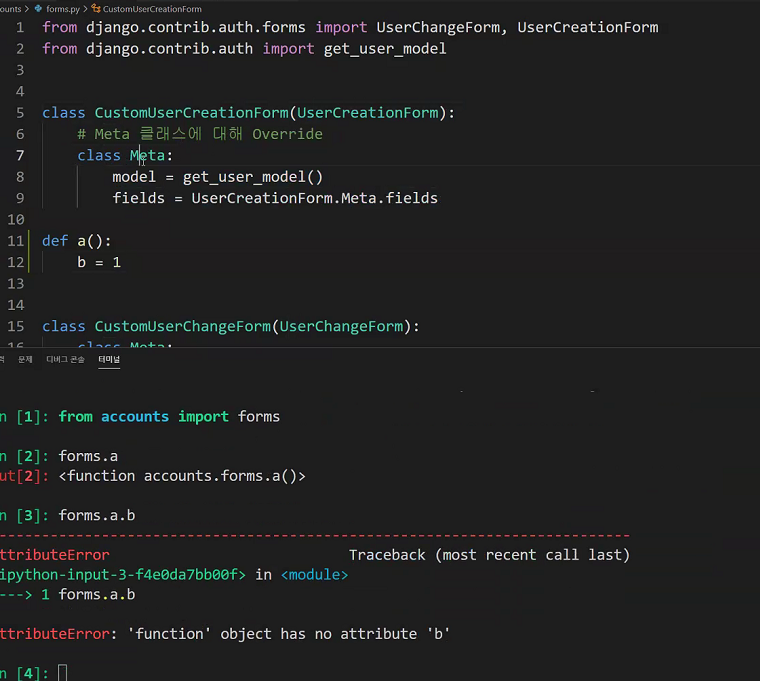 ounts > forms.py > CustomUserCreationForm
1 from django.contrib.auth.forms import UserChangeForm, UserCreationForm
2 from django.contrib.auth import get_user_model
3
4
5 class CustomUserCreationForm(UserCreationForm):
6 # Meta 클래스에 대해 Override
7 class Meta:
8 model = get_user_model()
9 fields = UserCreationForm.Meta.fields
10
11 def a():
12 b = 1
13
14
15 class CustomUserChangeForm(UserChangeForm):
16 class Meta:
문제 디버그 콘솔 터미널
n [1]: from accounts import forms
n [2]: forms.a
ut[2]: <function accounts.forms.a()>
n [3]: forms.a.b
ttributeError Traceback (most recent call last)
ipython-input-3-f4e0da7bb00f> in <module>
---> 1 forms.a.b
ttributeError: 'function' object has no attribute 'b'
n [4]: